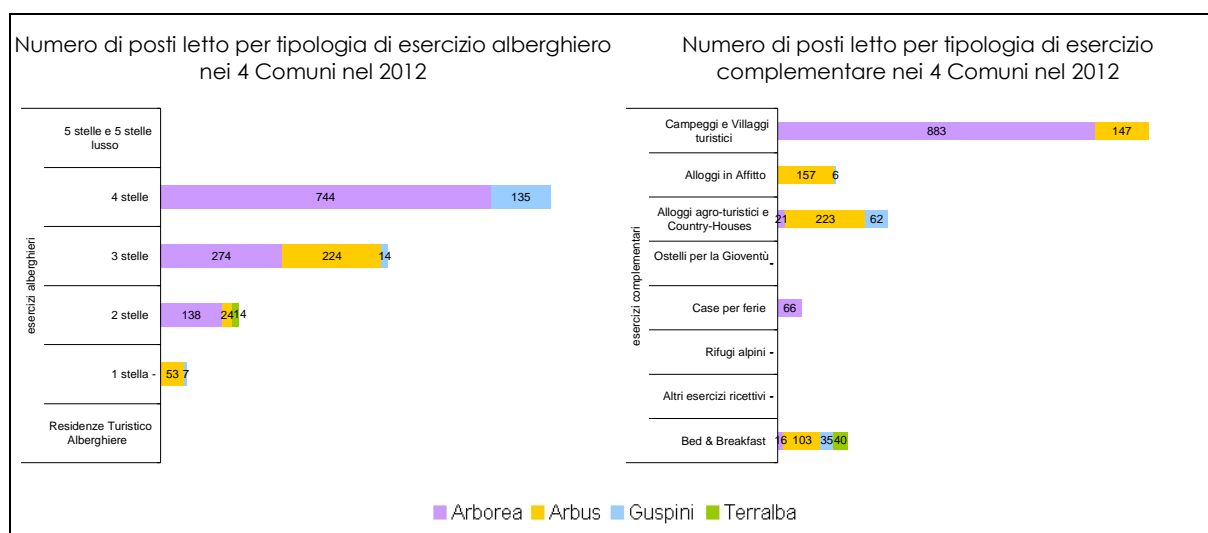 Numero di posti letto per tipologia di esercizio alberghiero
nei 4 Comuni nel 2012
esercizi alberghieri
5 stelle e 5 stelle
lusso
4 stelle
744
135
3 stelle
274
224
14
2 stelle
138
24
14
1 stella -
53
7
Residenze Turistico
Alberghiere
Numero di posti letto per tipologia di esercizio
complementare nei 4 Comuni nel 2012
esercizi complementari
Campeggi e Villaggi
turistici
883
147
Alloggi in Affitto
157
6
Alloggi agro-turistici e
Country-Houses
21
223
62
Ostelli per la Gioventù -
Case per ferie
66
Rifugi alpini -
Altri esercizi ricettivi -
Bed & Breakfast
16
103
35
40
Arborea
Arbus
Guspini
Terralba